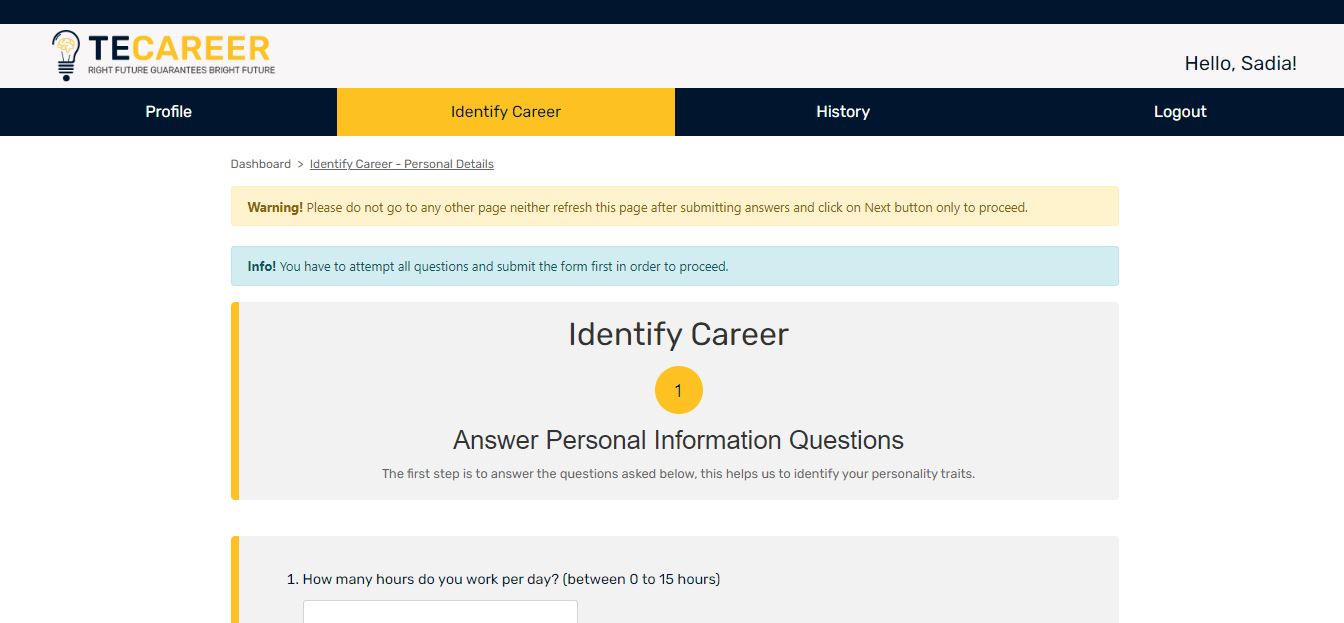 TECAREER
RIGHT FUTURE GUARANTEES BRIGHT FUTURE
Hello, Sadia!
Profile
Identify Career
History
Logout
Dashboard > Identify Career - Personal Details
Warning! Please do not go to any other page neither refresh this page after submitting answers and click on Next button only to proceed.
Info! You have to attempt all questions and submit the form first in order to proceed.
Identify Career
1
Answer Personal Information Questions
The first step is to answer the questions asked below, this helps us to identify your personality traits.
1. How many hours do you work per day? (between 0 to 15 hours)